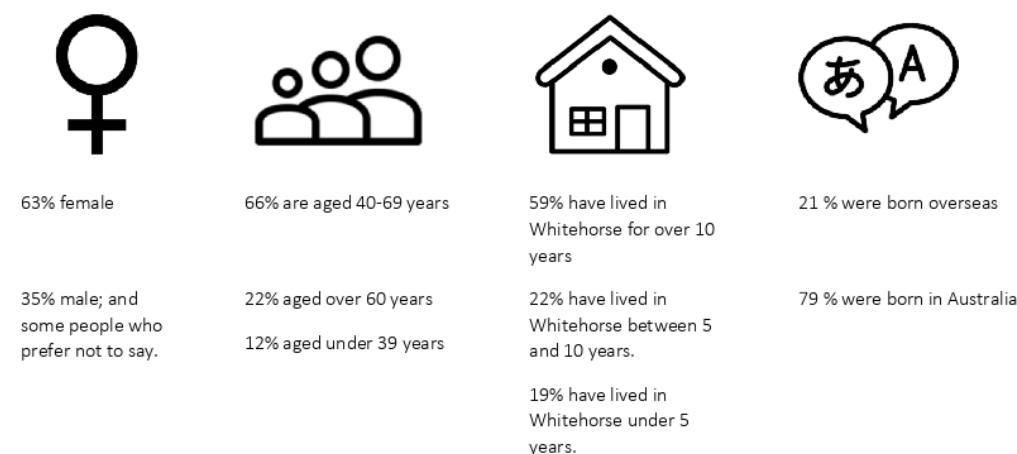 あ A
63% female
66% are aged 40-69 years
59% have lived in
Whitehorse for over 10
years
21 % were born overseas
35% male; and
some people who
prefer not to say.
22% aged over 60 years
12% aged under 39 years
22% have lived in
Whitehorse between 5
and 10 years.
79 % were born in Australia
19% have lived in
Whitehorse under 5
years.